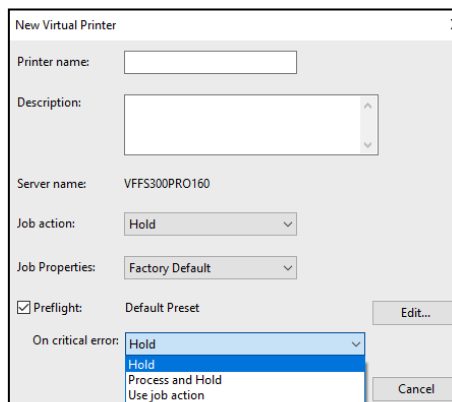 New Virtual Printer
Printer name:
Description:
Server name: VFFS300PRO160
Job action: Hold
Job Properties: Factory Default
Preflight: Default Preset Edit...
On critical error: Hold
Hold
Process and Hold
Use job action
Cancel